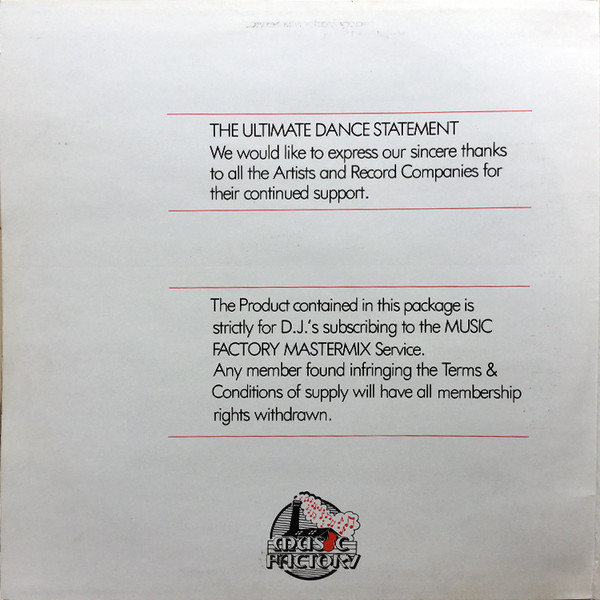 THE ULTIMATE DANCE STATEMENT
We would like to express our sincere thanks
to all the Artists and Record Companies for
their continued support.
The Product contained in this package is
strictly for D.J.'s subscribing to the MUSIC
FACTORY MASTERMIX Service.
Any member found infringing the Terms &
Conditions of supply will have all membership
rights withdrawn.
MUSIC
FACTORY